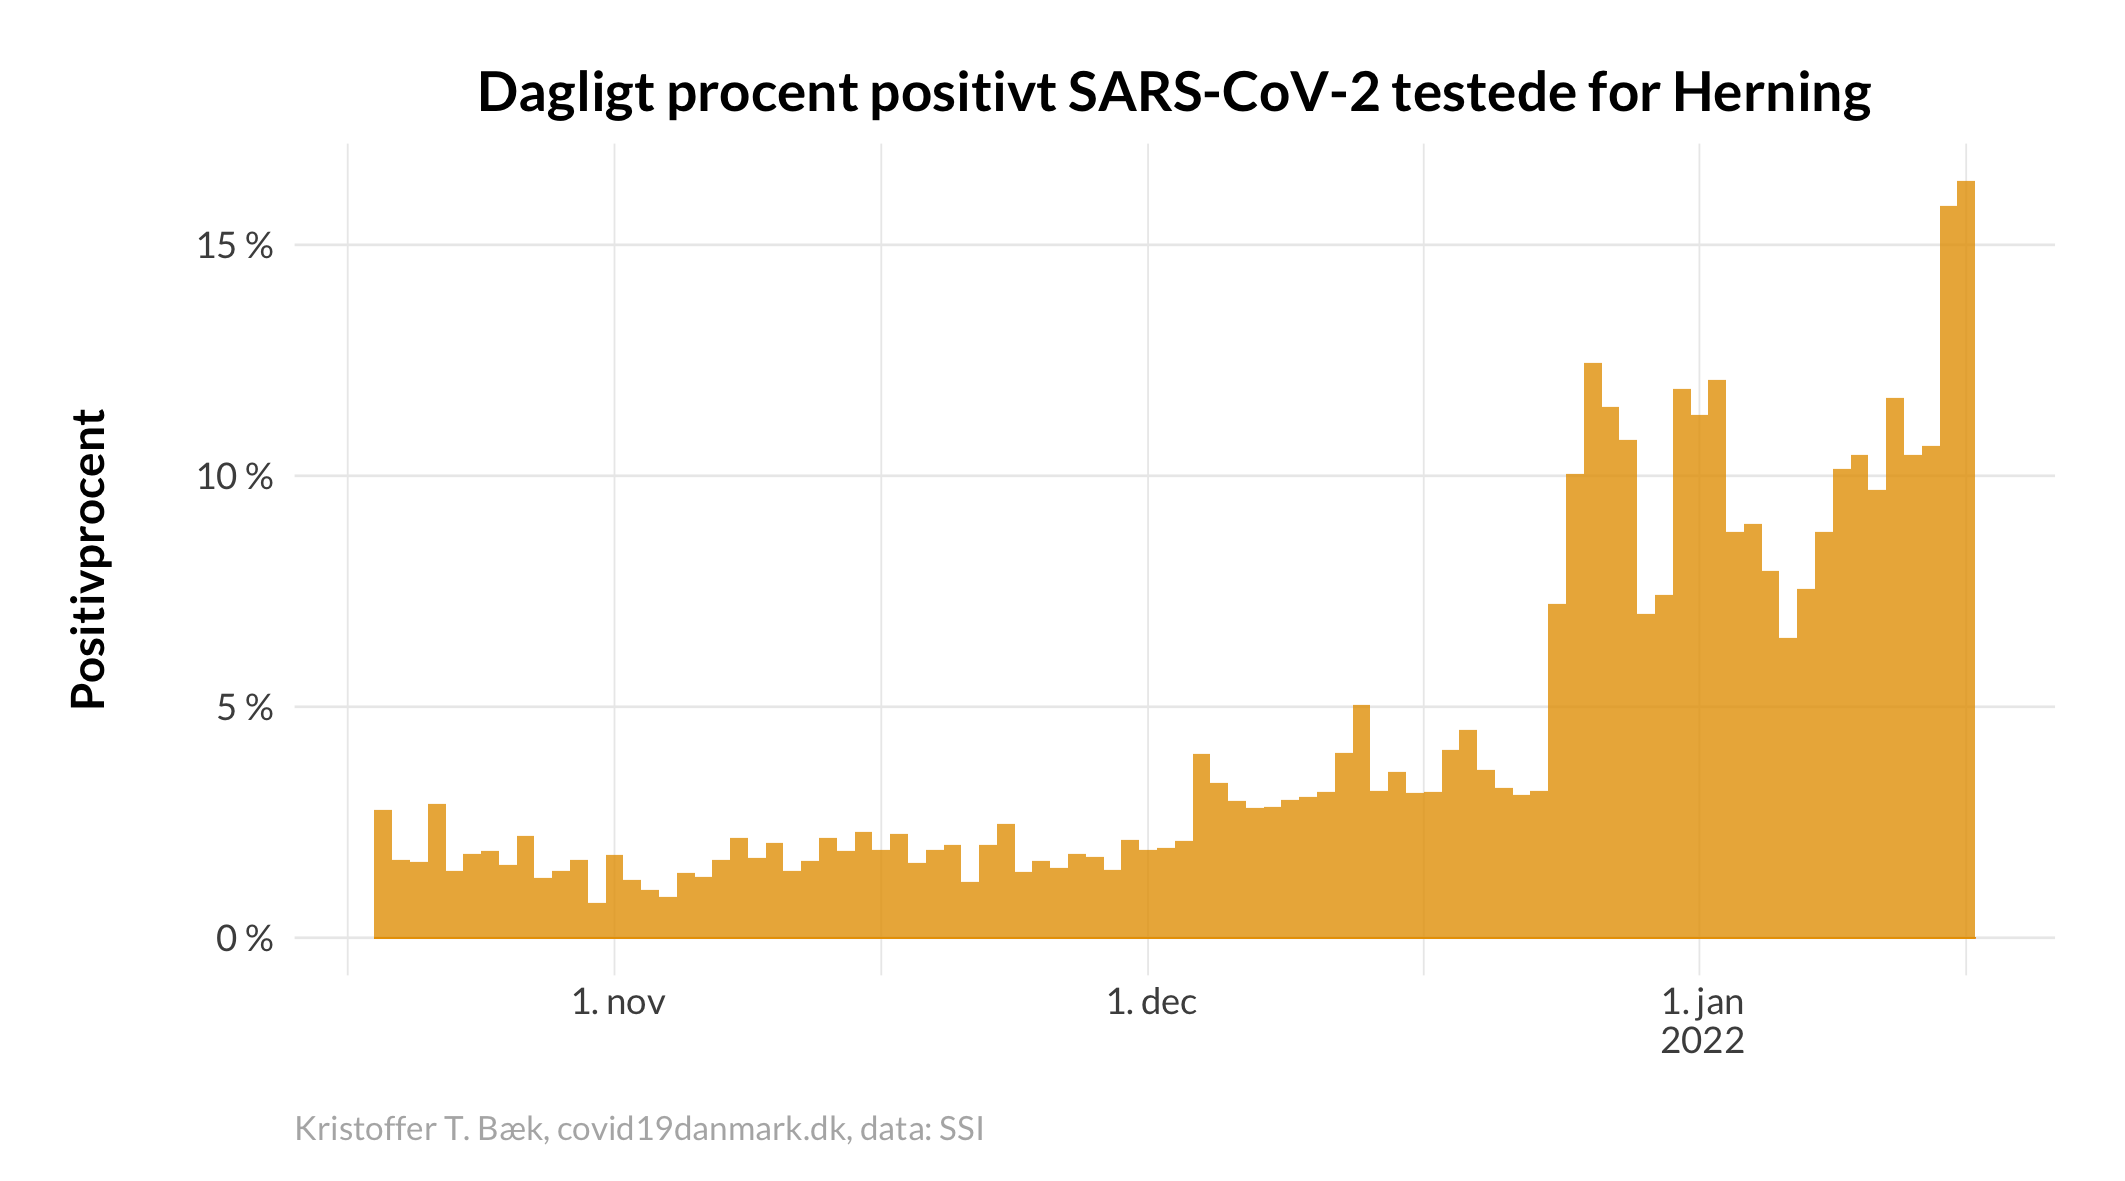 Dagligt procent positivt SARS-CoV-2 testede for Herning
Positivprocent
15 %
10 %
5 %
0 %
1. nov
1. dec
1. jan
2022
Kristoffer T. Bæk, covid19danmark.dk, data: SSI